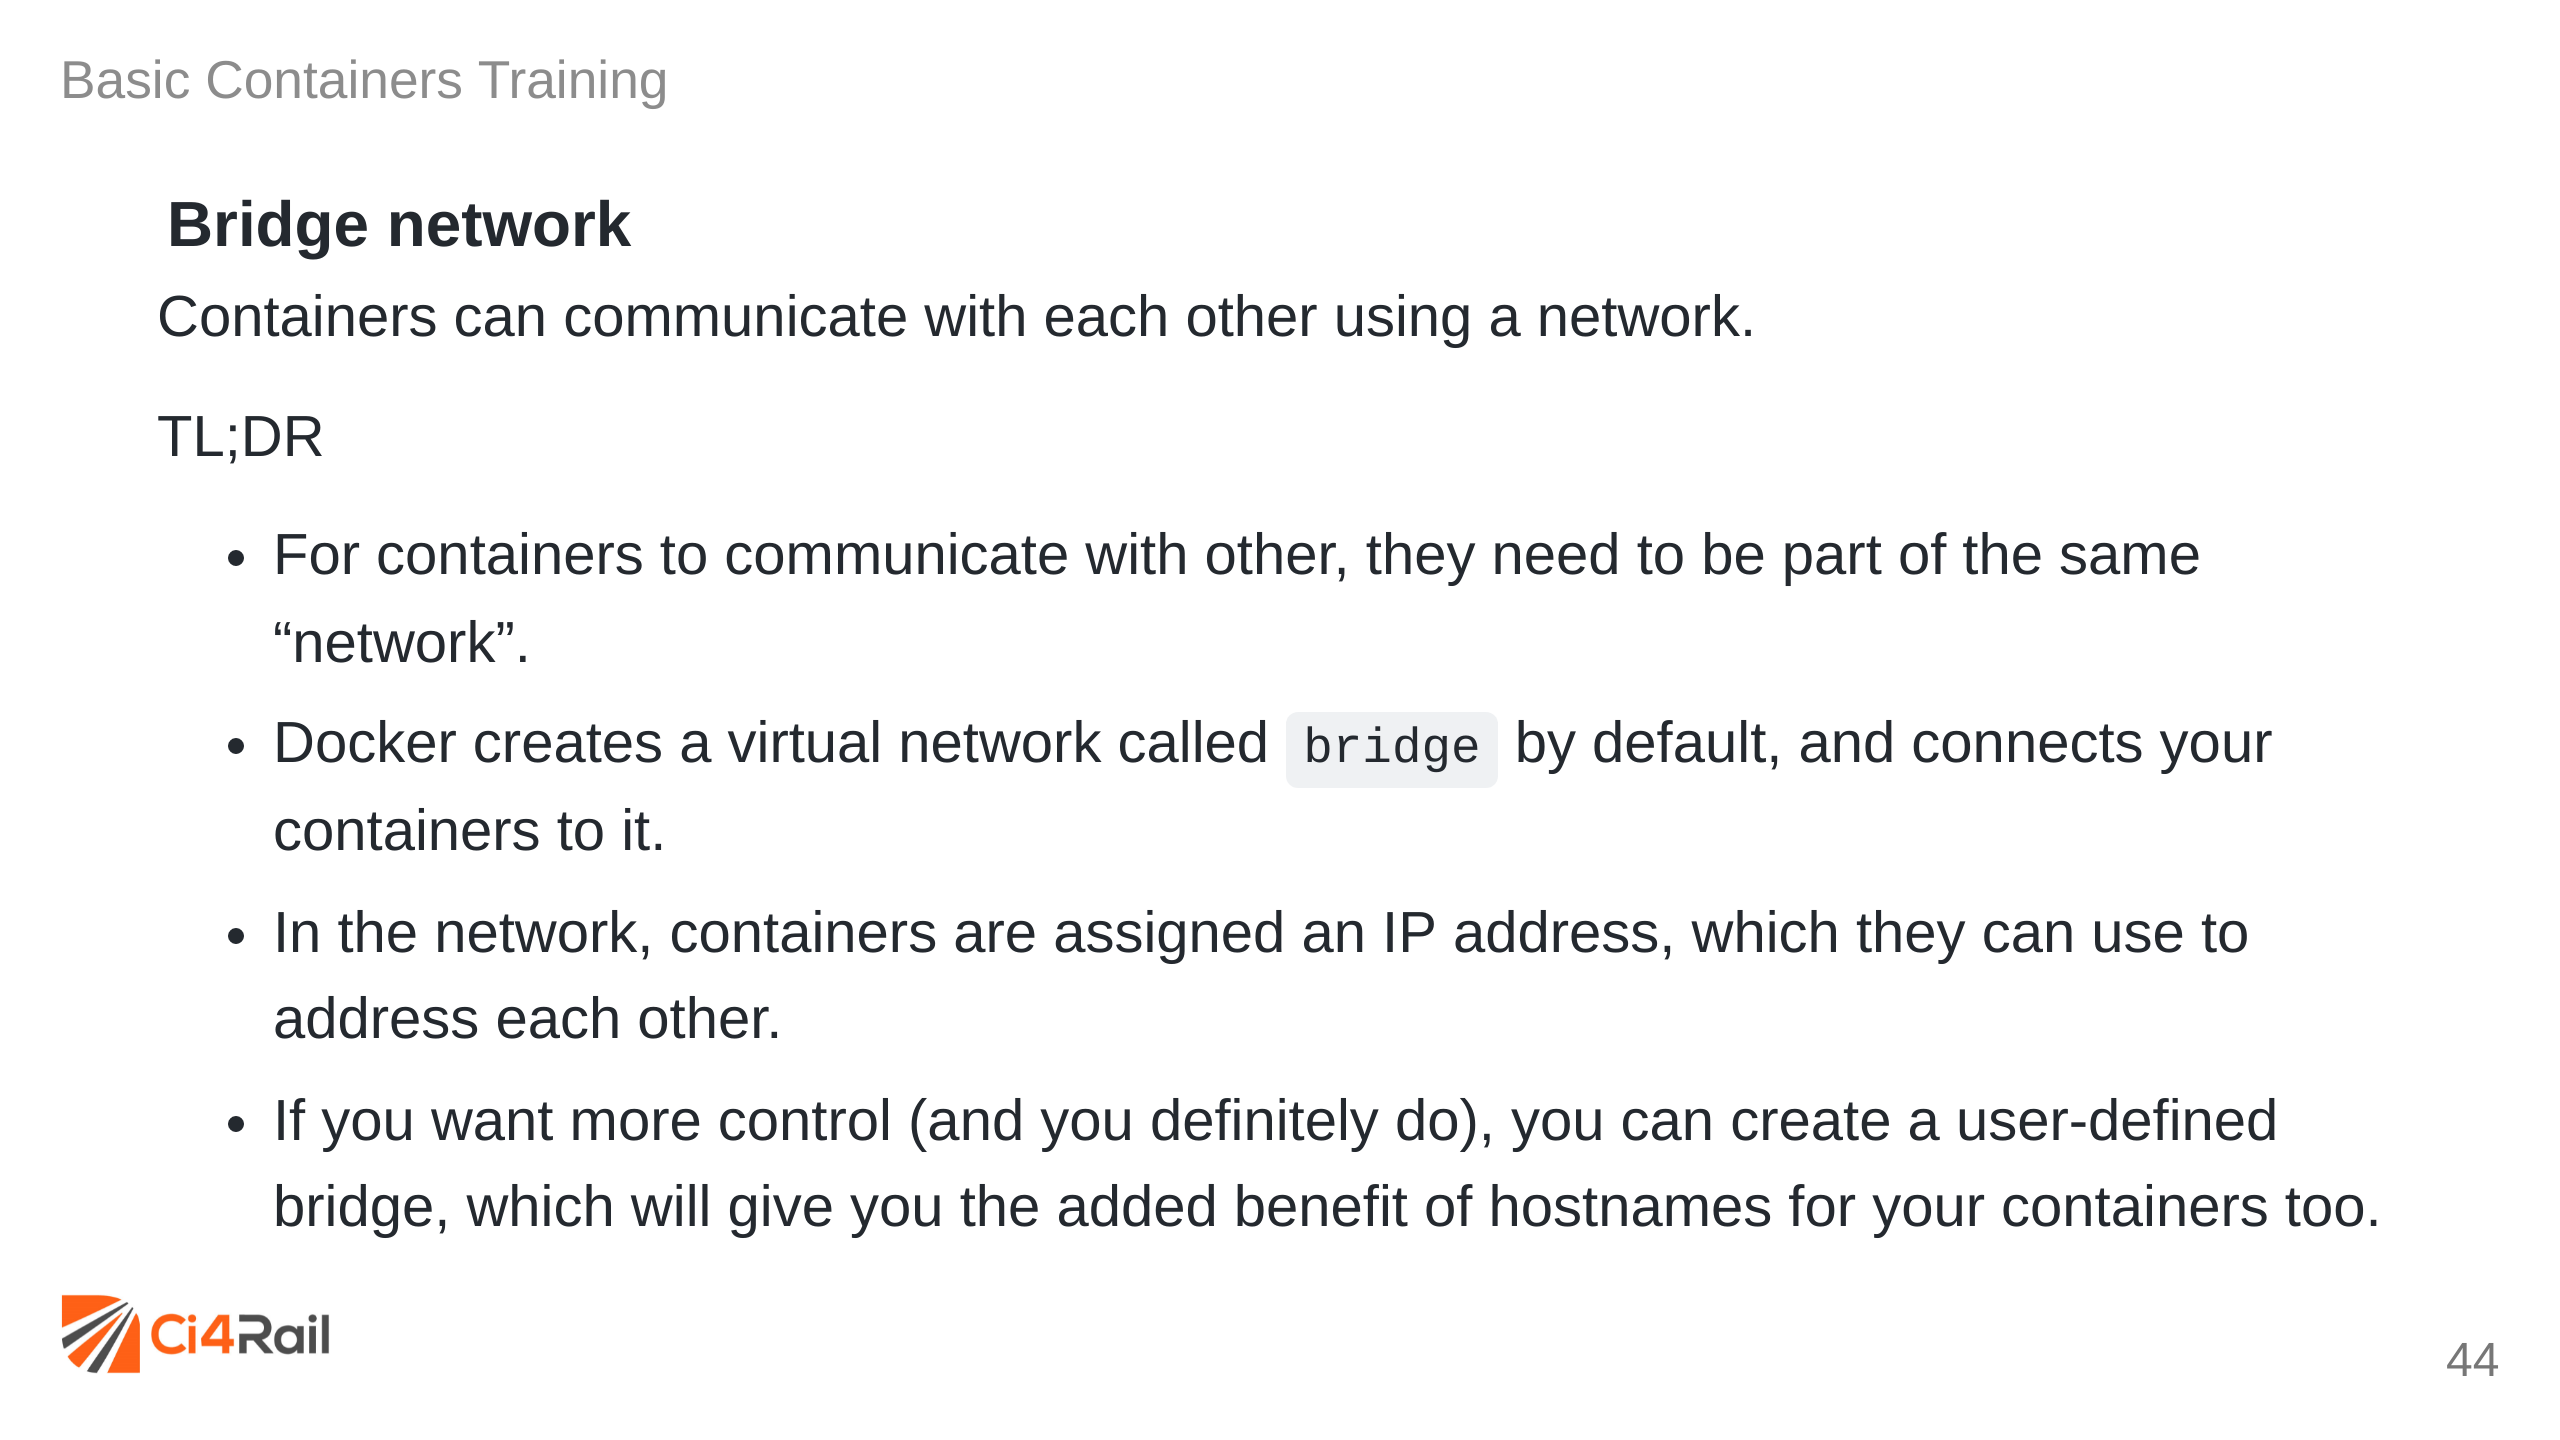 Basic Containers Training
Bridge network
Containers can communicate with each other using a network.
TL;DR
• For containers to communicate with other, they need to be part of the same
“network”.
• Docker creates a virtual network called bridge by default, and connects your
containers to it.
• In the network, containers are assigned an IP address, which they can use to
address each other.
• If you want more control (and you definitely do), you can create a user-defined
bridge, which will give you the added benefit of hostnames for your containers too.
Ci4Rail
44